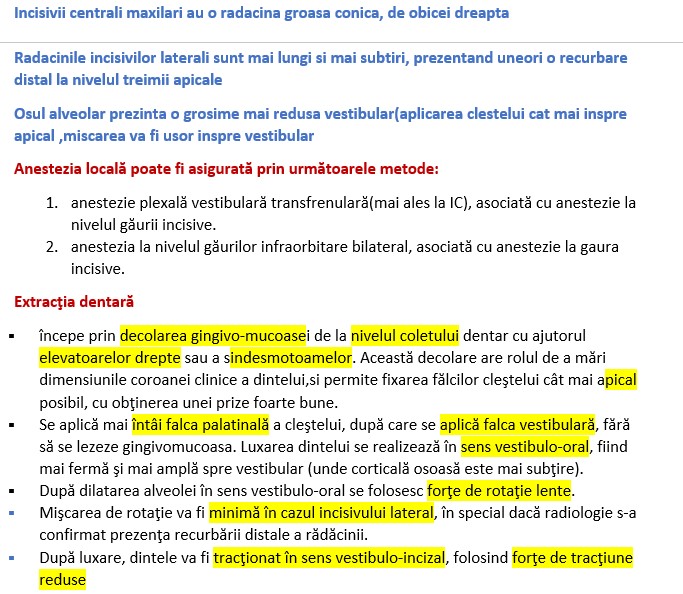 Incisivii centrali maxilari au o radacina groasa conica, de obicei dreapta
Radacinile incisivilor laterali sunt mai lungi si mai subtiri, prezentand uneori o recurbare
distal la nivelul treimii apicale
Osul alveolar prezinta o grosime mai redusa vestibular(aplicarea clestelui cat mai inspre
apical ,miscarea va fi usor inspre vestibular
Anestezia locală poate fi asigurată prin următoarele metode:
1. anestezie plexală vestibulară transfrenulară(mai ales la IC), asociată cu anestezie la
nivelul găurii incisive.
2. anestezia la nivelul găurilor infraorbitare bilateral, asociată cu anestezie la gaura
incisive.
Extracţia dentară
▪ începe prin decolarea gingivo-mucoasei de la nivelul coletului dentar cu ajutorul
elevatoarelor drepte sau a sindesmotoamelor. Această decolare are rolul de a mări
dimensiunile coroanei clinice a dintelui,si permite fixarea fălcilor cleştelui cât mai apical
posibil, cu obţinerea unei prize foarte bune.
▪ Se aplică mai întâi falca palatinală a cleştelui, după care se aplică falca vestibulară, fără
să se lezeze gingivomucoasa. Luxarea dintelui se realizează în sens vestibulo-oral, fiind
mai fermă şi mai amplă spre vestibular (unde corticală osoasă este mai subţire).
▪ După dilatarea alveolei în sens vestibulo-oral se folosesc forţe de rotaţie lente.
▪ Mişcarea de rotaţie va fi minimă în cazul incisivului lateral, în special dacă radiologie s-a
confirmat prezenţa recurbării distale a rădăcinii.
▪ După luxare, dintele va fi tracţionat în sens vestibulo-incizal, folosind forţe de tracţiune
reduse